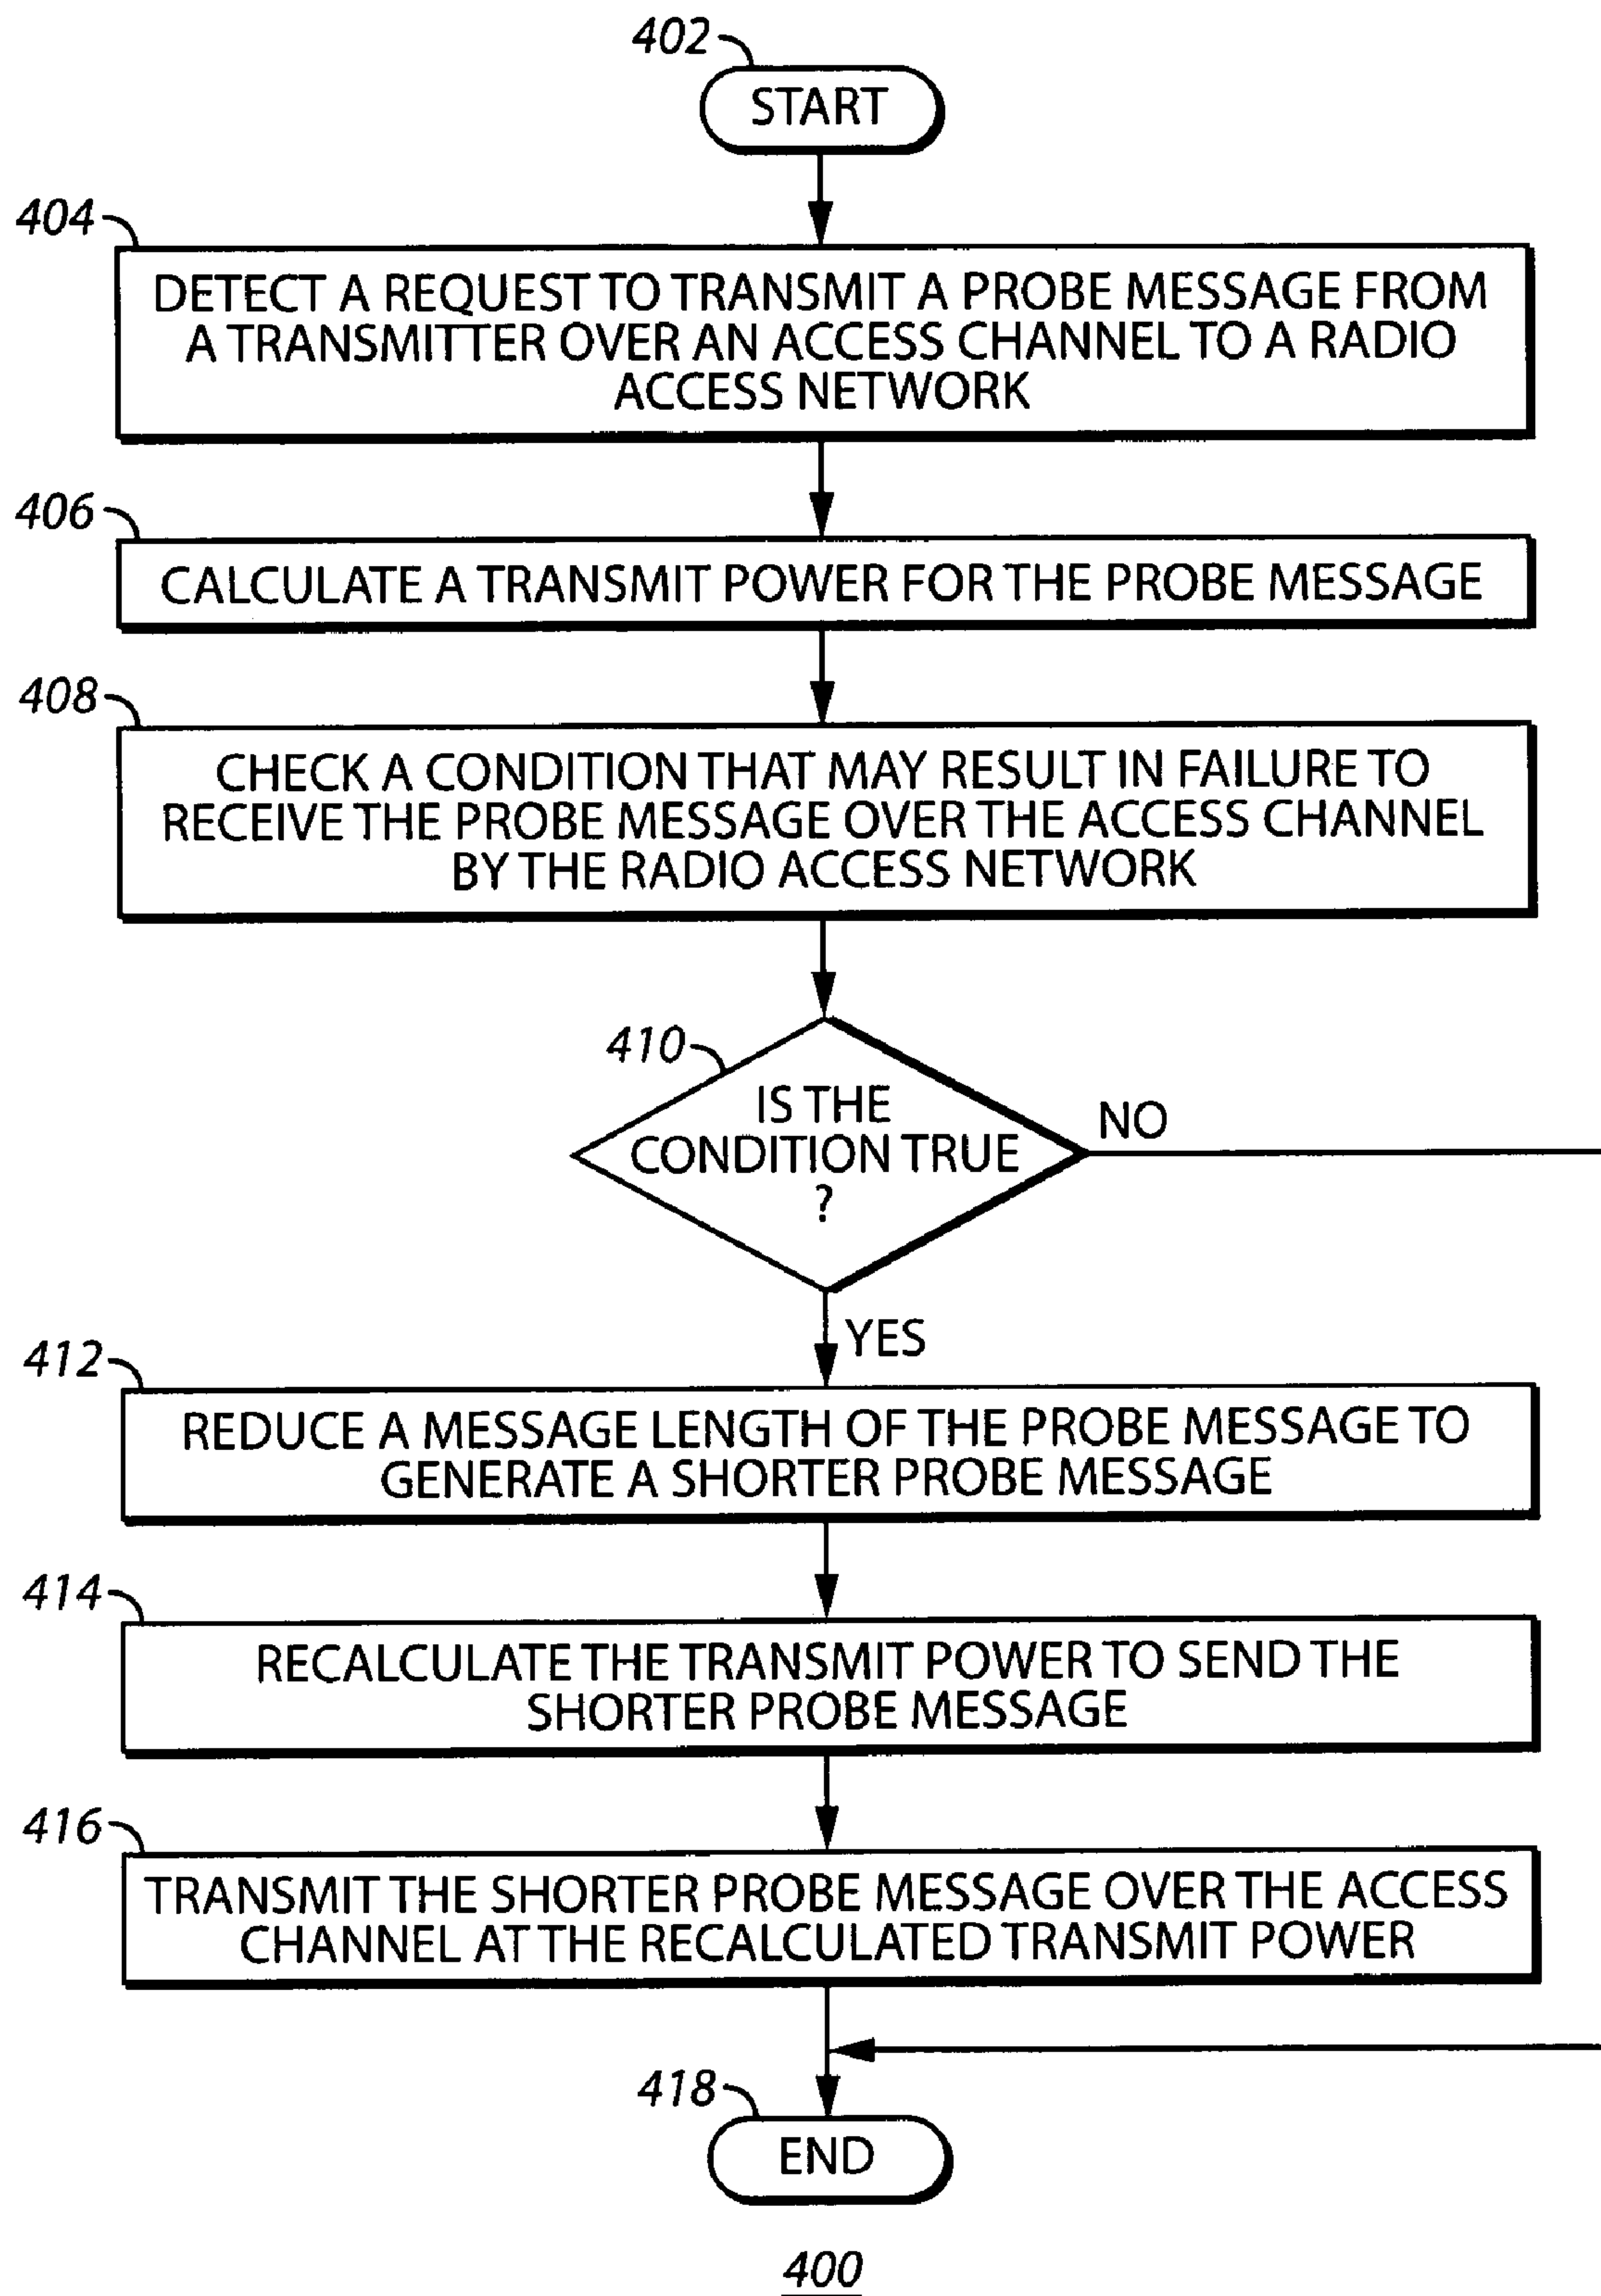 402
START
404
DETECT A REQUEST TO TRANSMIT A PROBE MESSAGE FROM
A TRANSMITTER OVER AN ACCESS CHANNEL TO A RADIO
ACCESS NETWORK
406
CALCULATE A TRANSMIT POWER FOR THE PROBE MESSAGE
408
CHECK A CONDITION THAT MAY RESULT IN FAILURE TO
RECEIVE THE PROBE MESSAGE OVER THE ACCESS CHANNEL
BY THE RADIO ACCESS NETWORK
410
IS THE
CONDITION TRUE
?
NO
YES
412
REDUCE A MESSAGE LENGTH OF THE PROBE MESSAGE TO
GENERATE A SHORTER PROBE MESSAGE
414
RECALCULATE THE TRANSMIT POWER TO SEND THE
SHORTER PROBE MESSAGE
416
TRANSMIT THE SHORTER PROBE MESSAGE OVER THE ACCESS
CHANNEL AT THE RECALCULATED TRANSMIT POWER
418
END
400